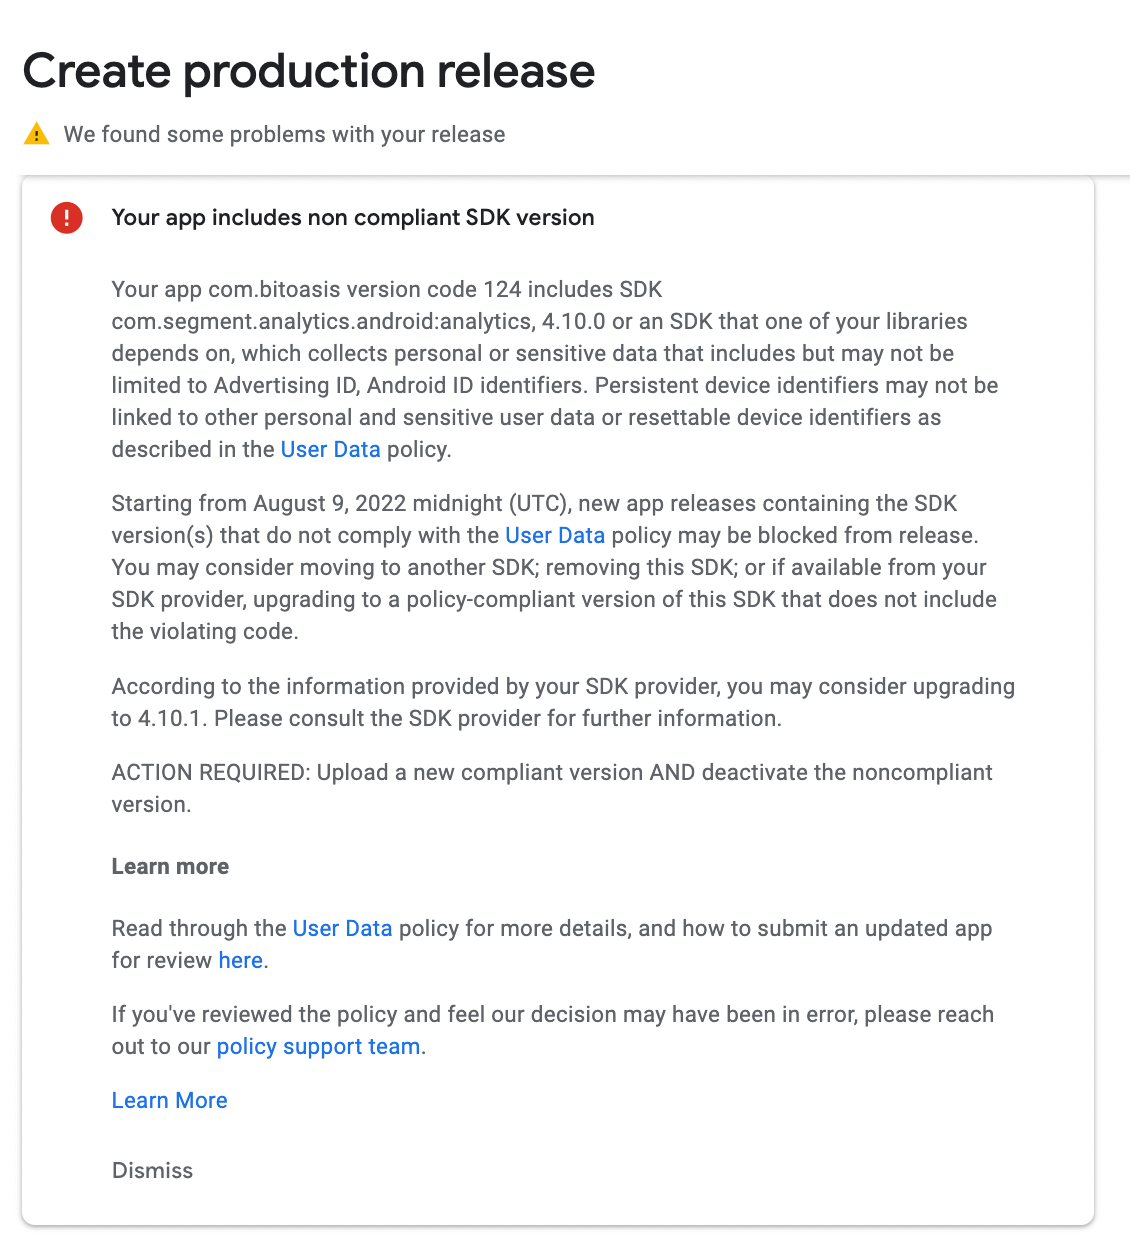 Create production release
We found some problems with your release
Your app includes non compliant SDK version
Your app com.bitoasis version code 124 includes SDK
com.segment.analytics.android:analytics, 4.10.0 or an SDK that one of your libraries
depends on, which collects personal or sensitive data that includes but may not be
limited to Advertising ID, Android ID identifiers. Persistent device identifiers may not be
linked to other personal and sensitive user data or resettable device identifiers as
described in the User Data policy.
Starting from August 9, 2022 midnight (UTC), new app releases containing the SDK
version(s) that do not comply with the User Data policy may be blocked from release.
You may consider moving to another SDK; removing this SDK; or if available from your
SDK provider, upgrading to a policy-compliant version of this SDK that does not include
the violating code.
According to the information provided by your SDK provider, you may consider upgrading
to 4.10.1. Please consult the SDK provider for further information.
ACTION REQUIRED: Upload a new compliant version AND deactivate the noncompliant
version.
Learn more
Read through the User Data policy for more details, and how to submit an updated app
for review here.
If you've reviewed the policy and feel our decision may have been in error, please reach
out to our policy support team.
Learn More
Dismiss